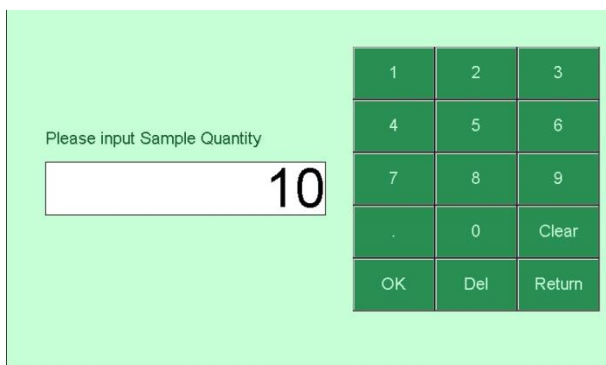 Please input Sample Quantity
10
1 2 3
4 5 6
7 8 9
. 0 Clear
OK Del Return